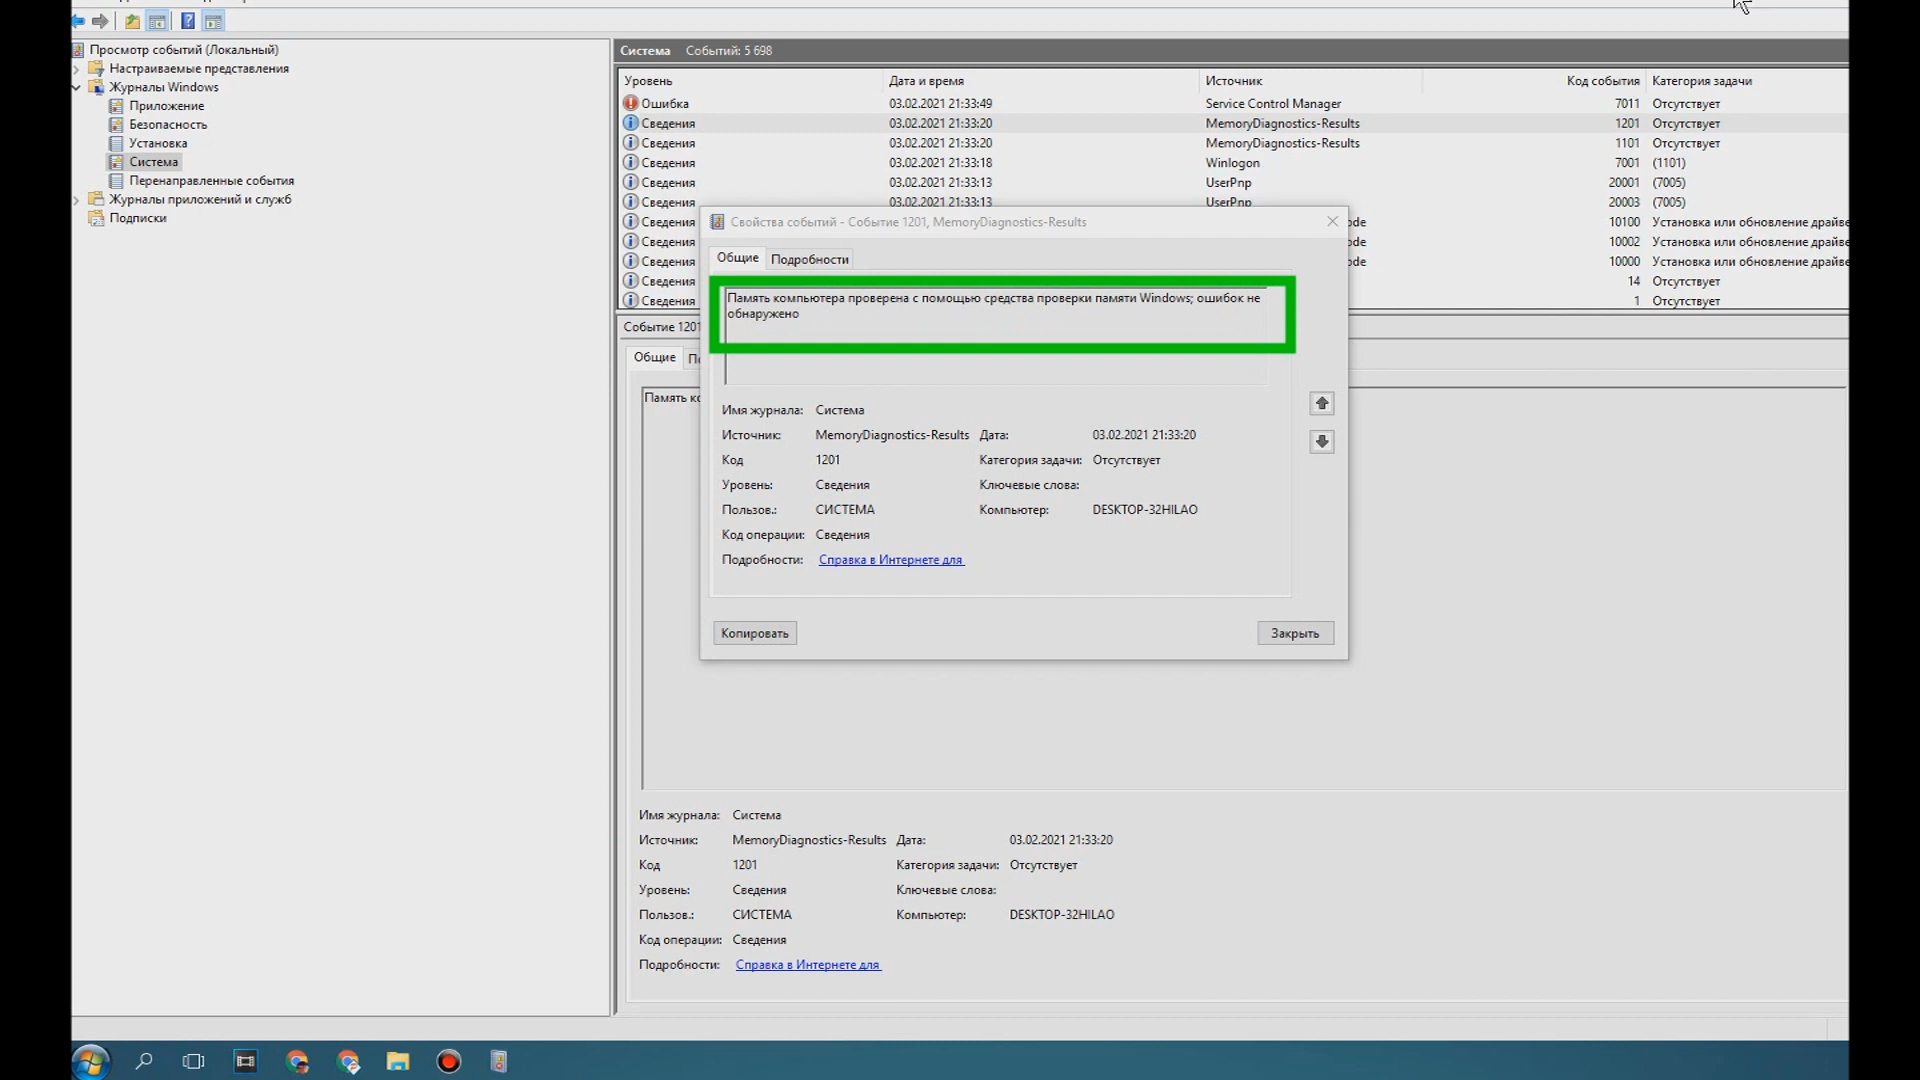 Просмотр событий (Локальный)
Настраиваемые представления
Журналы Windows
Приложение
Безопасность
Установка
Система
Перенаправленные события
Журналы приложений и служб
Подписки
Система Событий: 5 698
Уровень Дата и время Источник Код события Категория задачи
Ошибка 03.02.2021 21:33:49 Service Control Manager 7011 Отсутствует
Сведения 03.02.2021 21:33:20 MemoryDiagnostics-Results 1201 Отсутствует
Сведения 03.02.2021 21:33:20 MemoryDiagnostics-Results 1101 Отсутствует
Сведения 03.02.2021 21:33:18 Winlogon 7001 (1101)
Сведения 03.02.2021 21:33:13 UserPnp 20001 (7005)
Сведения 03.02.2021 21:33:13 UserPnp 20003 (7005)
Сведения ode 10100 Установка или обновление драйве
Сведения ode 10002 Установка или обновление драйве
Сведения ode 10000 Установка или обновление драйве
Сведения 14 Отсутствует
Сведения 1 Отсутствует
Свойства событий - Событие 1201, MemoryDiagnostics-Results
Общие Подробности
Память компьютера проверена с помощью средства проверки памяти Windows; ошибок не
обнаружено
Имя журнала: Система
Источник: MemoryDiagnostics-Results Дата: 03.02.2021 21:33:20
Код 1201 Категория задачи: Отсутствует
Уровень: Сведения Ключевые слова:
Пользов.: СИСТЕМА Компьютер: DESKTOP-32HILAO
Код операции: Сведения
Подробности: Справка в Интернете для
Копировать Закрыть
Событие 1201
Общие По
Память ко
Имя журнала: Система
Источник: MemoryDiagnostics-Results Дата: 03.02.2021 21:33:20
Код 1201 Категория задачи: Отсутствует
Уровень: Сведения Ключевые слова:
Пользов.: СИСТЕМА Компьютер: DESKTOP-32HILAO
Код операции: Сведения
Подробности: Справка в Интернете для